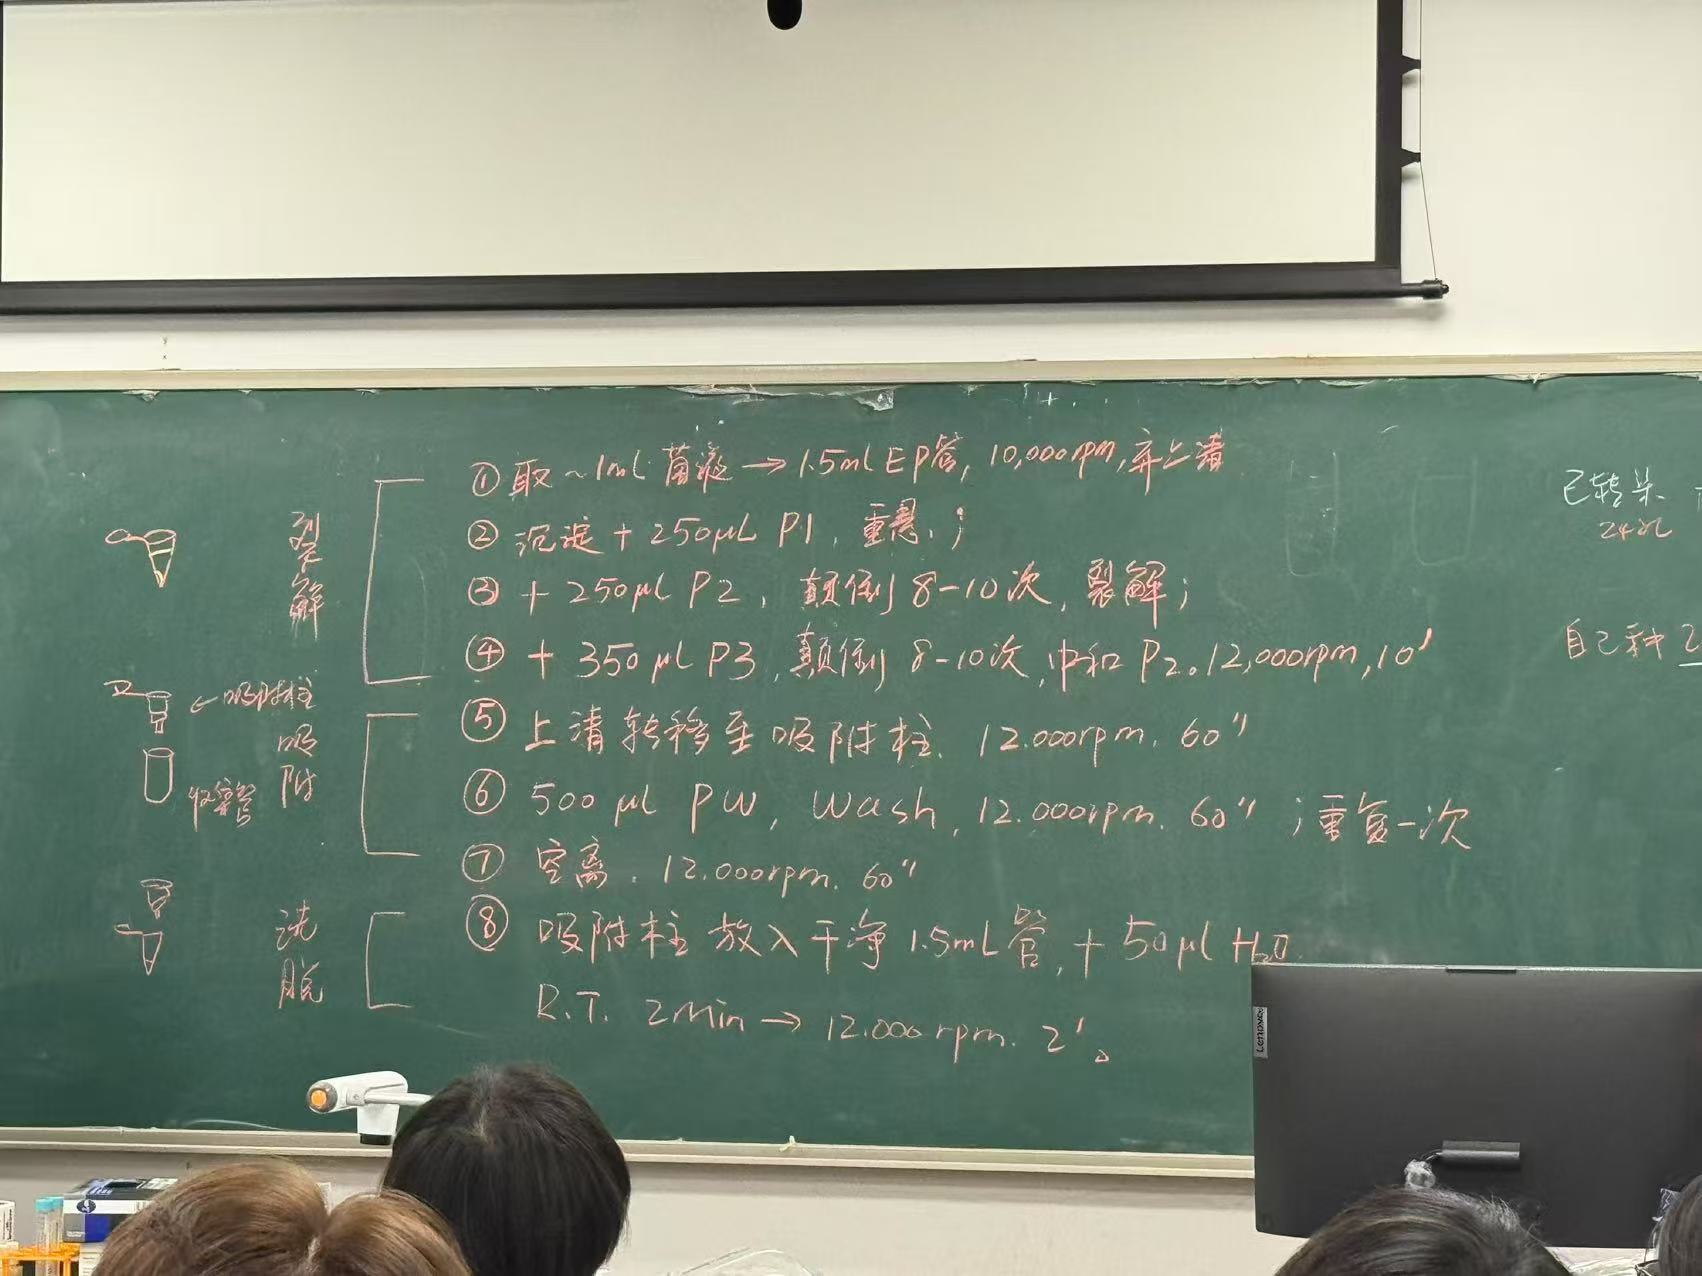 ① 取 ~1mL 菌液 → 1.5mL EP管, 10,000rpm, 弃上清
② 沉淀 + 250μL P1, 重悬;
③ + 250μL P2, 颠倒 8-10次, 裂解;
④ + 350μL P3, 颠倒 8-10次, 中和 P2。12,000rpm, 10'
⑤ 上清转移至吸附柱. 12.000rpm. 60"
⑥ 500μl PW, Wash, 12.000rpm. 60" ; 重复一次
⑦ 空离. 12.000rpm. 60"
⑧ 吸附柱放入干净1.5mL管, + 50μl H₂O
R.T. 2min → 12.000rpm. 2'。
裂解
←吸附柱
吸附
收集管
洗脱
已转染
24孔
自己种 2
Lenovo